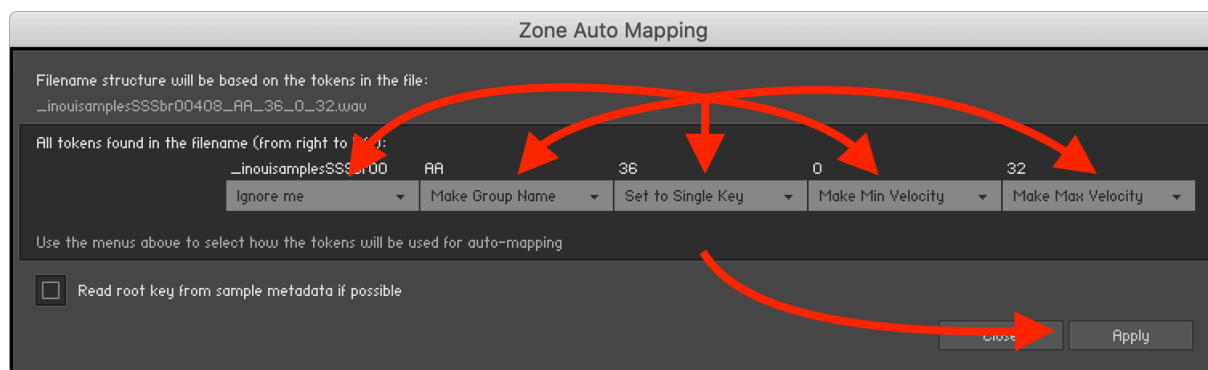 Zone Auto Mapping
Filename structure will be based on the tokens in the file:
_inouisamplesSSSbr00408_AA_36_0_32.wav
All tokens found in the filename (from right to
_inouisamplesSSSbr00 AA 36 0 32
Ignore me Make Group Name Set to Single Key Make Min Velocity Make Max Velocity
Use the menus above to select how the tokens will be used for auto-mapping
Read root key from sample metadata if possible
Close Apply